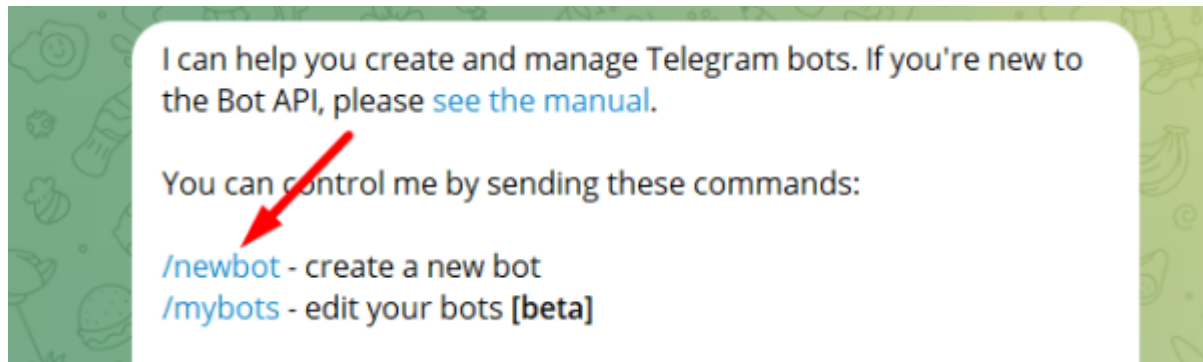 I can help you create and manage Telegram bots. If you're new to
the Bot API, please see the manual.
You can control me by sending these commands:
/newbot - create a new bot
/mybots - edit your bots [beta]